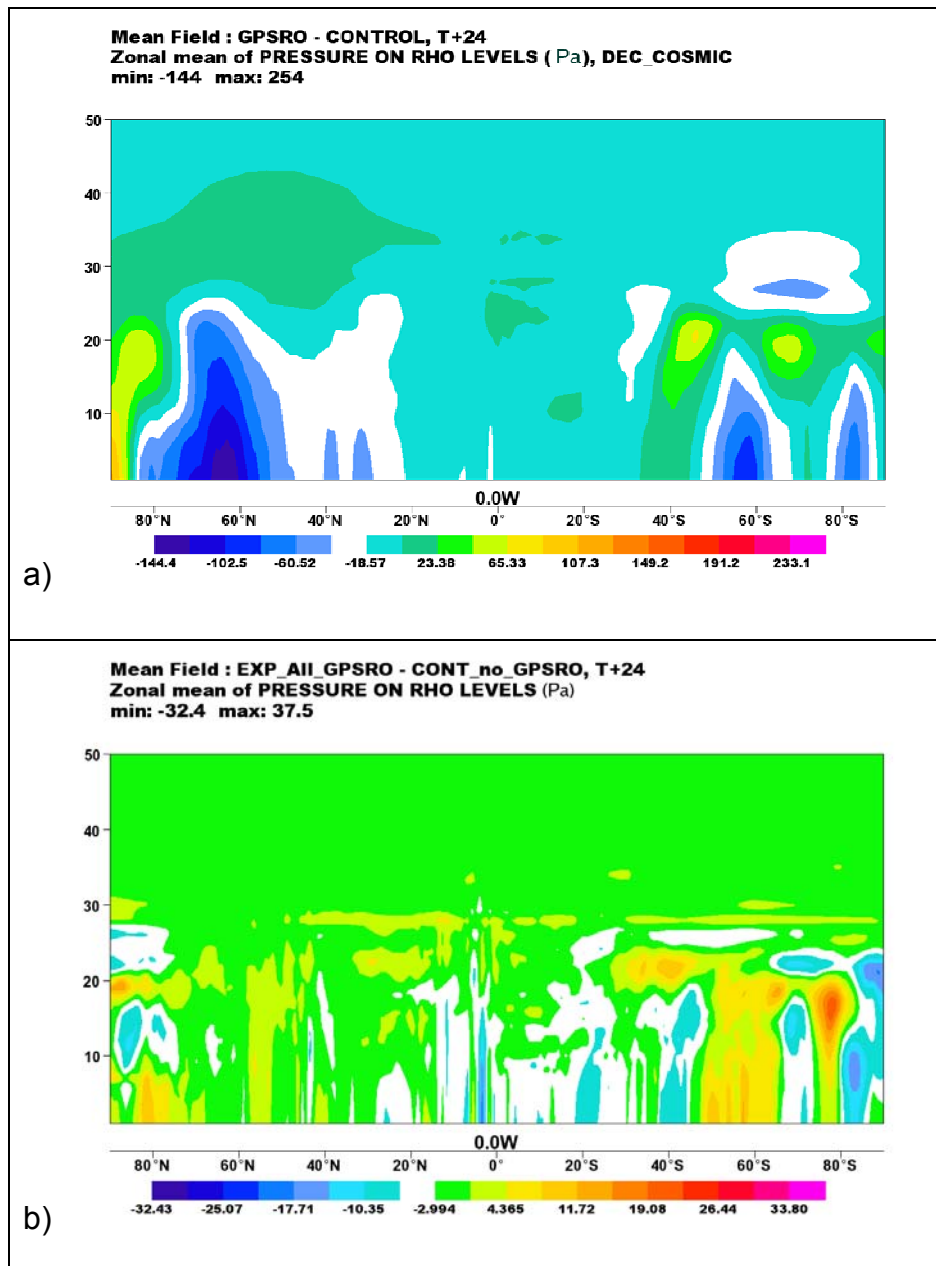 Mean Field : GPSRO - CONTROL, T+24
Zonal mean of PRESSURE ON RHO LEVELS ( Pa), DEC_COSMIC
min: -144 max: 254
50
40
30
20
10
0.0W
80°N 60°N 40°N 20°N 0° 20°S 40°S 60°S 80°S
-144.4 -102.5 -60.52 -18.57 23.38 65.33 107.3 149.2 191.2 233.1
a)
Mean Field : EXP_All_GPSRO - CONT_no_GPSRO, T+24
Zonal mean of PRESSURE ON RHO LEVELS (Pa)
min: -32.4 max: 37.5
50
40
30
20
10
0.0W
80°N 60°N 40°N 20°N 0° 20°S 40°S 60°S 80°S
-32.43 -25.07 -17.71 -10.35 -2.994 4.365 11.72 19.08 26.44 33.80
b)